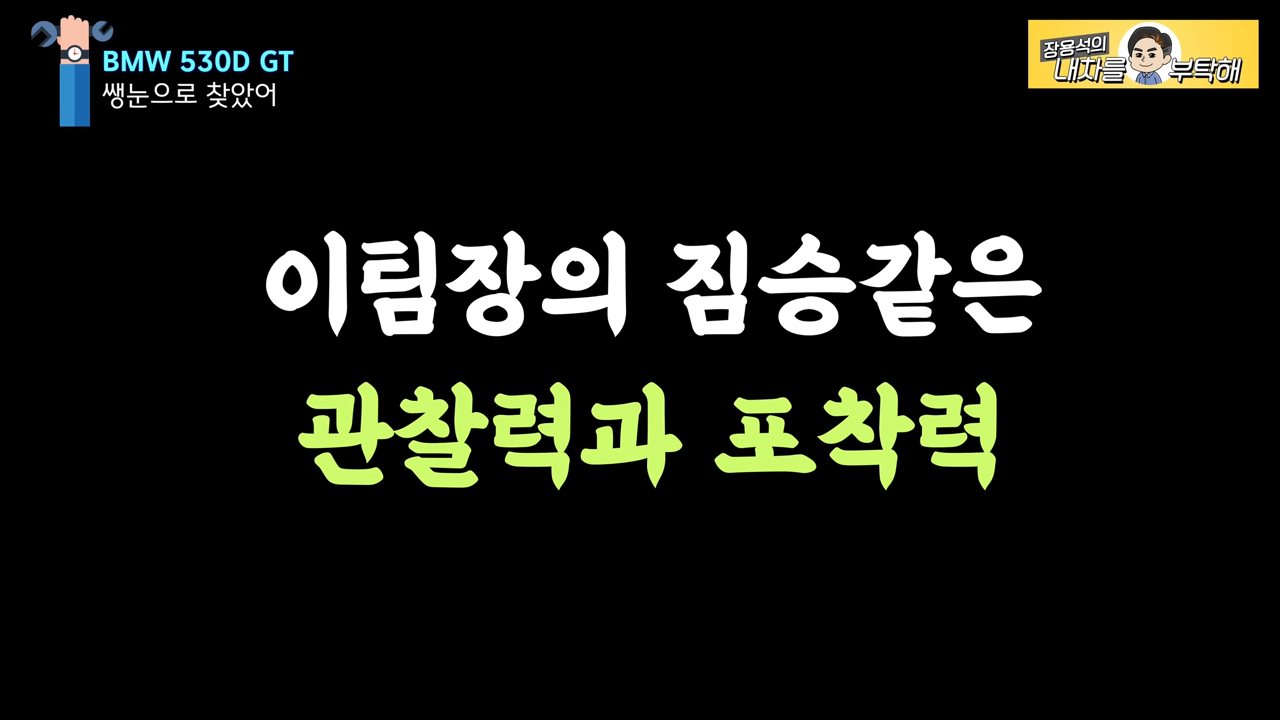 BMW 530D GT
쌩눈으로 찾았어
장용석의
내차를 부탁해
이팀장의 짐승같은
관찰력과 포착력